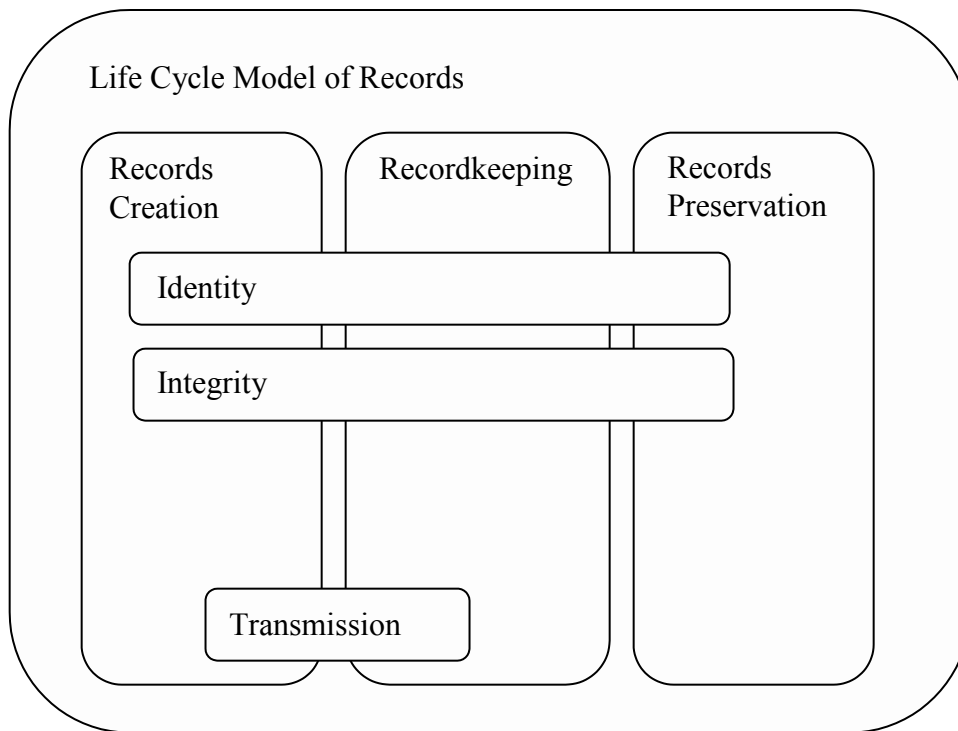 Life Cycle Model of Records
Records
Creation
Recordkeeping
Records
Preservation
Identity
Integrity
Transmission